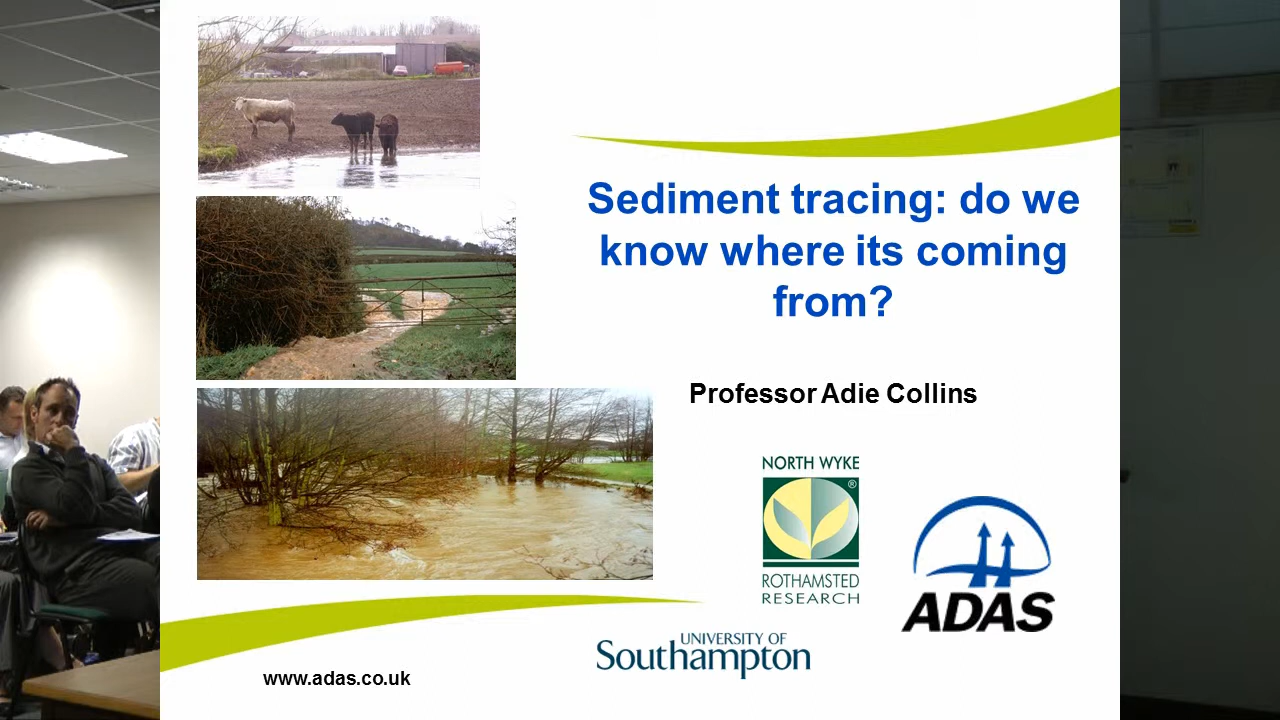 Sediment tracing: do we
know where its coming
from?
Professor Adie Collins
NORTH WYKE
®
ROTHAMSTED
RESEARCH
ADAS
UNIVERSITY OF
Southampton
www.adas.co.uk